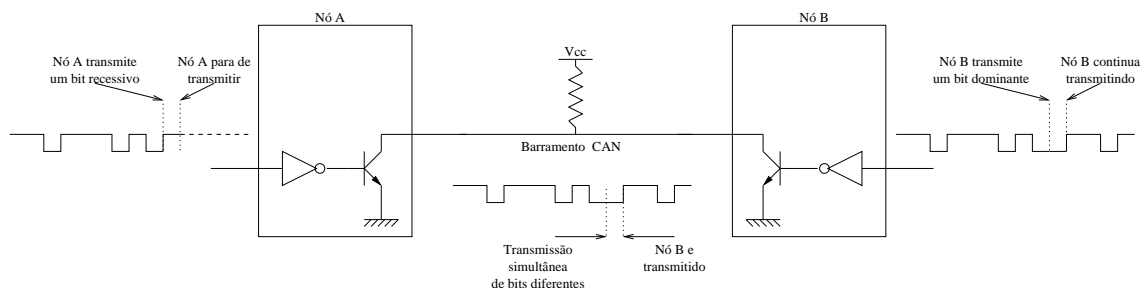 Nó A
Nó B
Nó A transmite
um bit recessivo
Nó A para de
transmitir
Vcc
Barramento CAN
Nó B transmite
um bit dominante
Nó B continua
transmitindo
Transmissão
simultânea
de bits diferentes
Nó B e
transmitido